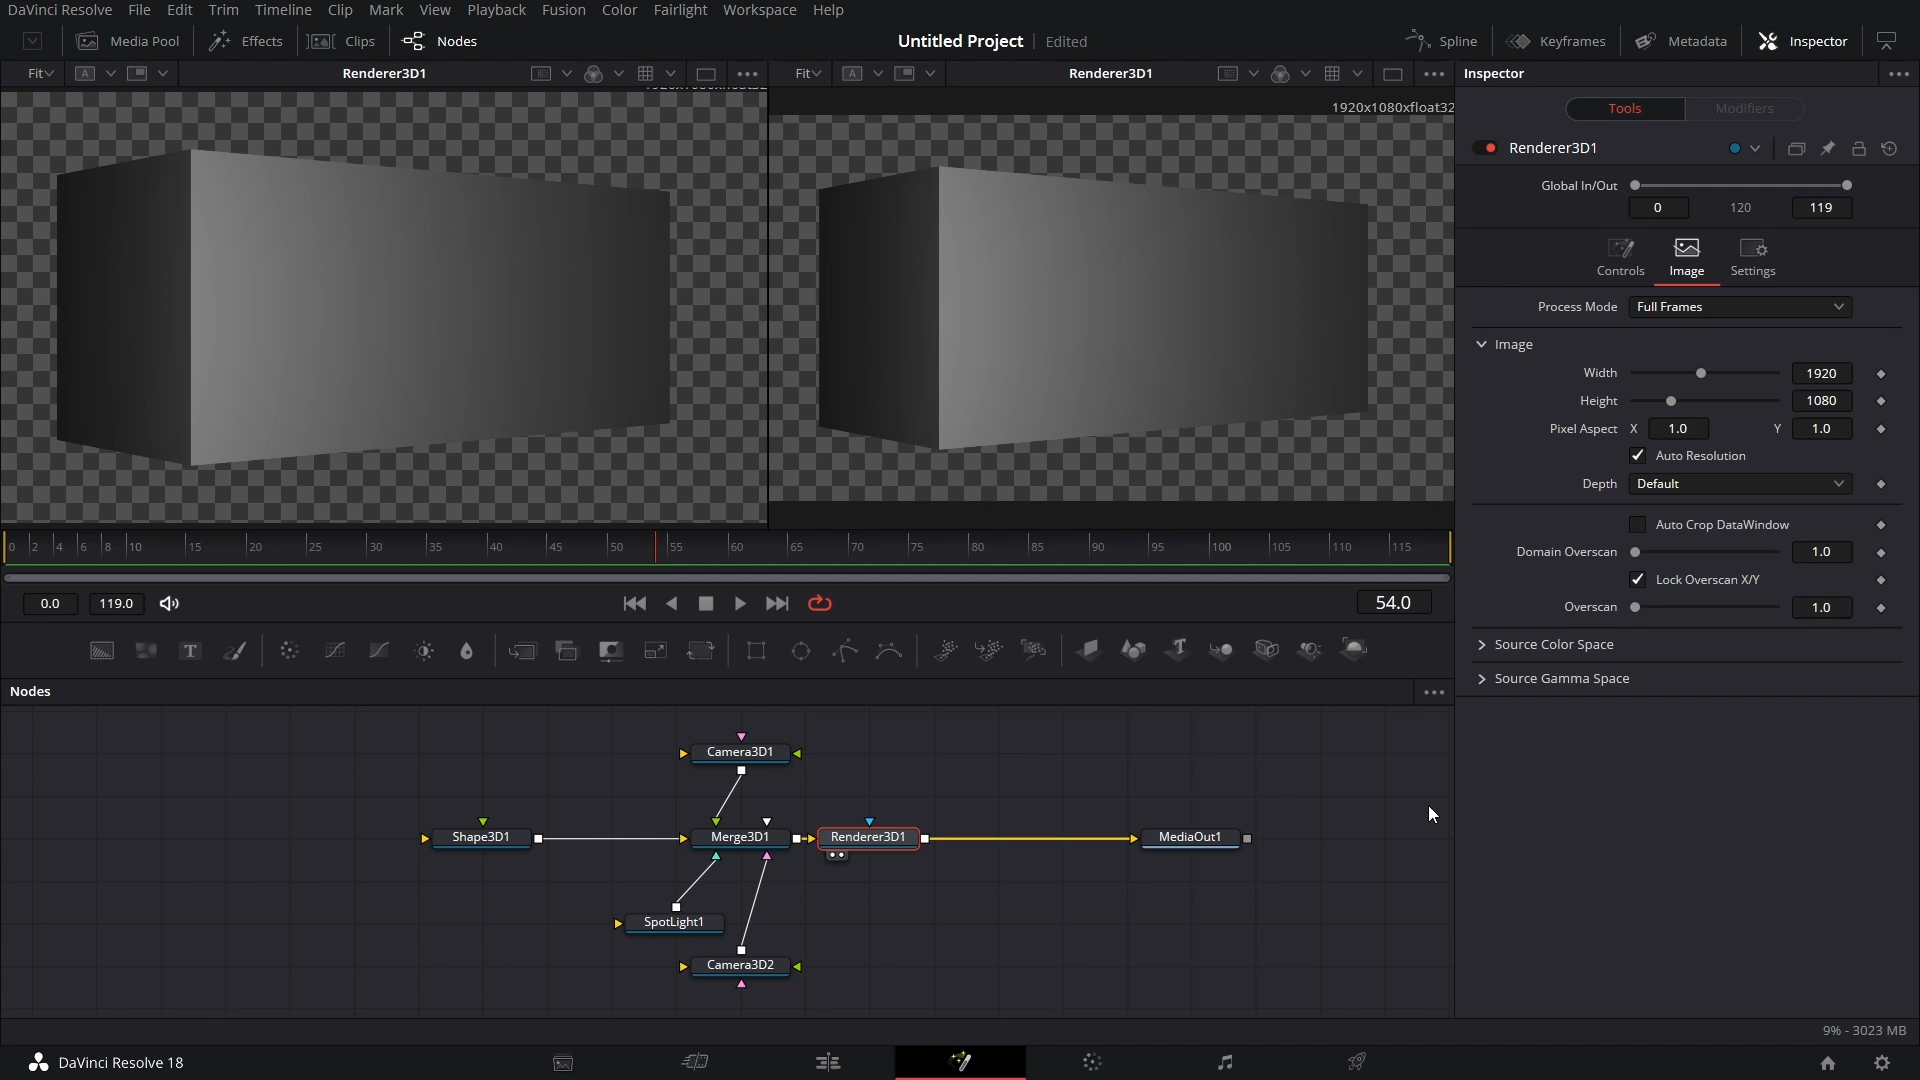 DaVinci Resolve File Edit Trim Timeline Clip Mark View Playback Fusion Color Fairlight Workspace Help
Media Pool Effects Clips Nodes Untitled Project Edited Spline Keyframes Metadata Inspector
Fit A Renderer3D1 Fit A Renderer3D1 Inspector
1920x1080xfloat32
Tools Modifiers
Renderer3D1
Global In/Out
0 120 119
Controls Image Settings
Process Mode Full Frames
Image
Width 1920
Height 1080
Pixel Aspect X 1.0 Y 1.0
Auto Resolution
Depth Default
Auto Crop DataWindow
Domain Overscan 1.0
Lock Overscan X/Y
Overscan 1.0
Source Color Space
Source Gamma Space
0 2 4 6 8 10 15 20 25 30 35 40 45 50 55 60 65 70 75 80 85 90 95 100 105 110 115
0.0 119.0 54.0
T T
Nodes
Camera3D1
Shape3D1 Merge3D1 Renderer3D1 MediaOut1
SpotLight1
Camera3D2
9% - 3023 MB
DaVinci Resolve 18